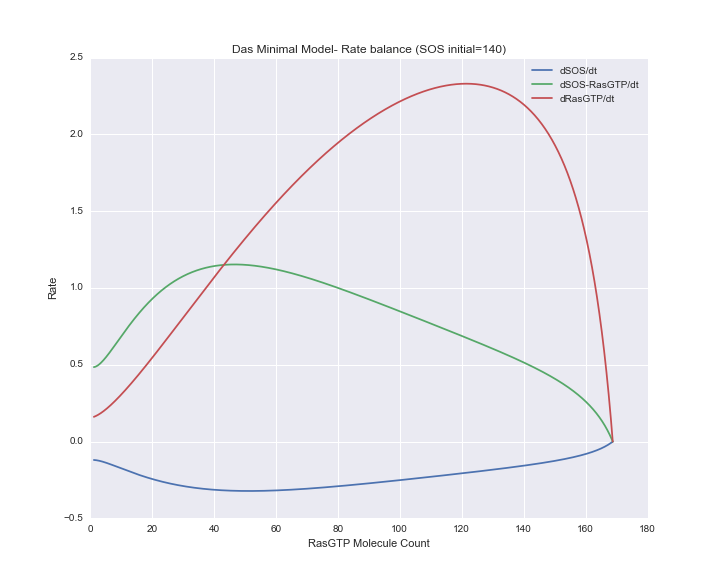 Das Minimal Model- Rate balance (SOS initial=140)
2.5
2.0
1.5
1.0
0.5
0.0
−0.5
Rate
dSOS/dt
dSOS-RasGTP/dt
dRasGTP/dt
0 20 40 60 80 100 120 140 160 180
RasGTP Molecule Count